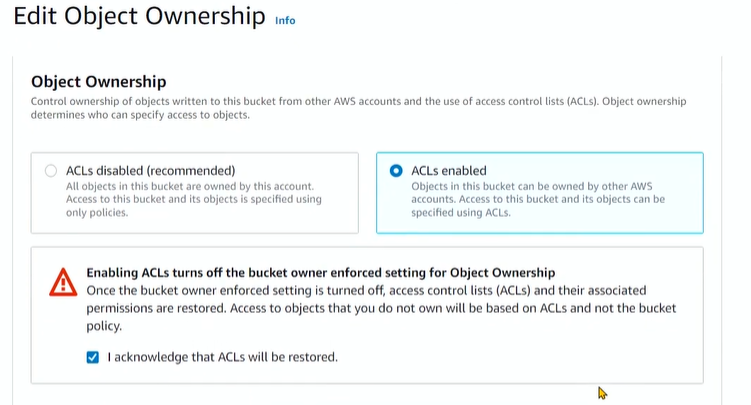 Edit Object Ownership Info
Object Ownership
Control ownership of objects written to this bucket from other AWS accounts and the use of access control lists (ACLs). Object ownership
determines who can specify access to objects.
ACLs disabled (recommended)
All objects in this bucket are owned by this account.
Access to this bucket and its objects is specified using
only policies.
ACLs enabled
Objects in this bucket can be owned by other AWS
accounts. Access to this bucket and its objects can be
specified using ACLs.
Enabling ACLs turns off the bucket owner enforced setting for Object Ownership
Once the bucket owner enforced setting is turned off, access control lists (ACLs) and their associated
permissions are restored. Access to objects that you do not own will be based on ACLs and not the bucket
policy.
I acknowledge that ACLs will be restored.